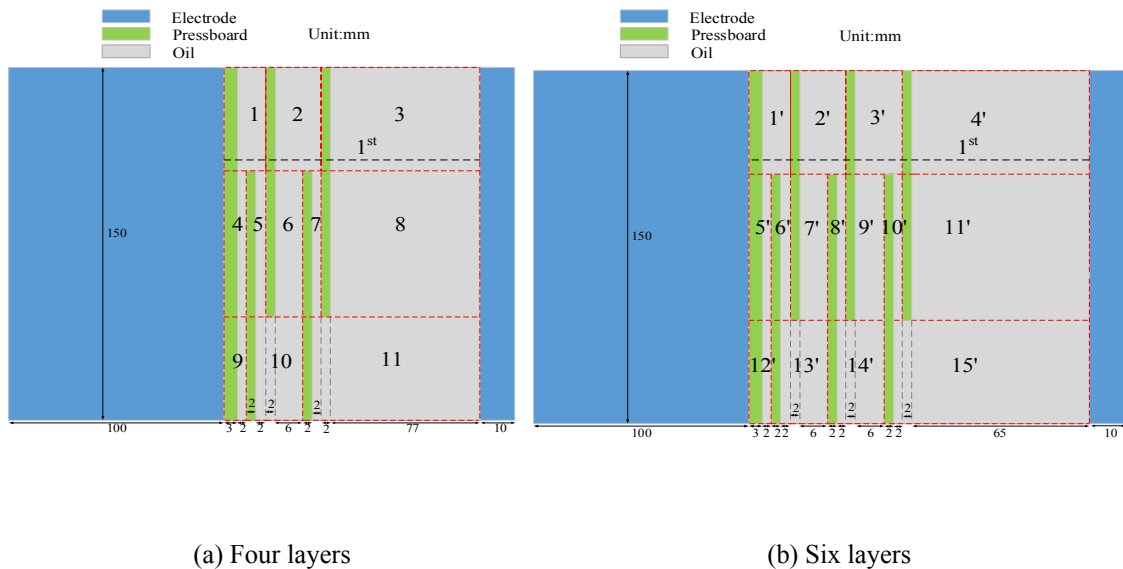 Electrode
Pressboard
Oil
Unit:mm
1 2 3
1st
4 5 6 7 8
150
9 10 11
2 2 2
100 3 2 2 6 2 2 77 10
(a) Four layers
Electrode
Pressboard
Oil
Unit:mm
1' 2' 3' 4'
1st
5' 6' 7' 8' 9' 10' 11'
150
12' 13' 14' 15'
2 2 2
100 3 2 2 2 6 2 2 6 2 2 65 10
(b) Six layers